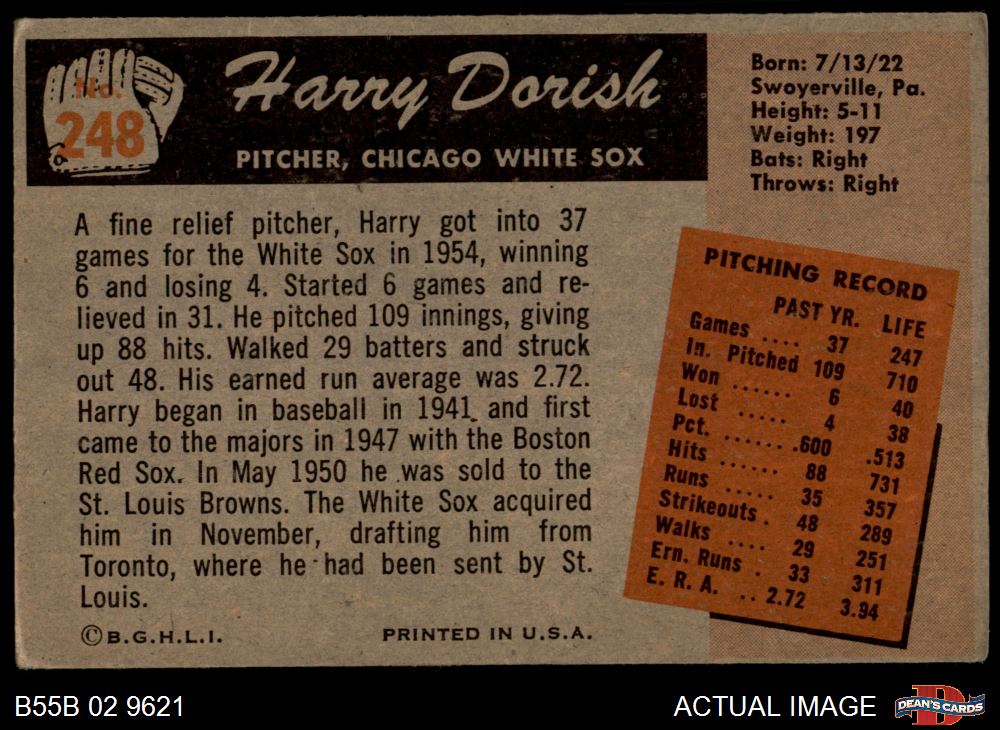 No.
248
Harry Dorish
PITCHER, CHICAGO WHITE SOX
Born: 7/13/22
Swoyerville, Pa.
Height: 5-11
Weight: 197
Bats: Right
Throws: Right
A fine relief pitcher, Harry got into 37
games for the White Sox in 1954, winning
6 and losing 4. Started 6 games and re-
lieved in 31. He pitched 109 innings, giving
up 88 hits. Walked 29 batters and struck
out 48. His earned run average was 2.72.
Harry began in baseball in 1941 and first
came to the majors in 1947 with the Boston
Red Sox. In May 1950 he was sold to the
St. Louis Browns. The White Sox acquired
him in November, drafting him from
Toronto, where he had been sent by St.
Louis.
©B.G.H.L.I. PRINTED IN U.S.A.
PITCHING RECORD
PAST YR. LIFE
Games .... 37 247
In. Pitched 109 710
Won ...... 6 40
Lost ..... 4 38
Pct. ...... .600 .513
Hits ...... 88 731
Runs ..... 35 357
Strikeouts . 48 289
Walks .... 29 251
Ern. Runs . 33 311
E. R. A. .. 2.72 3.94
B55B 02 9621
ACTUAL IMAGE
DEAN'S CARDS